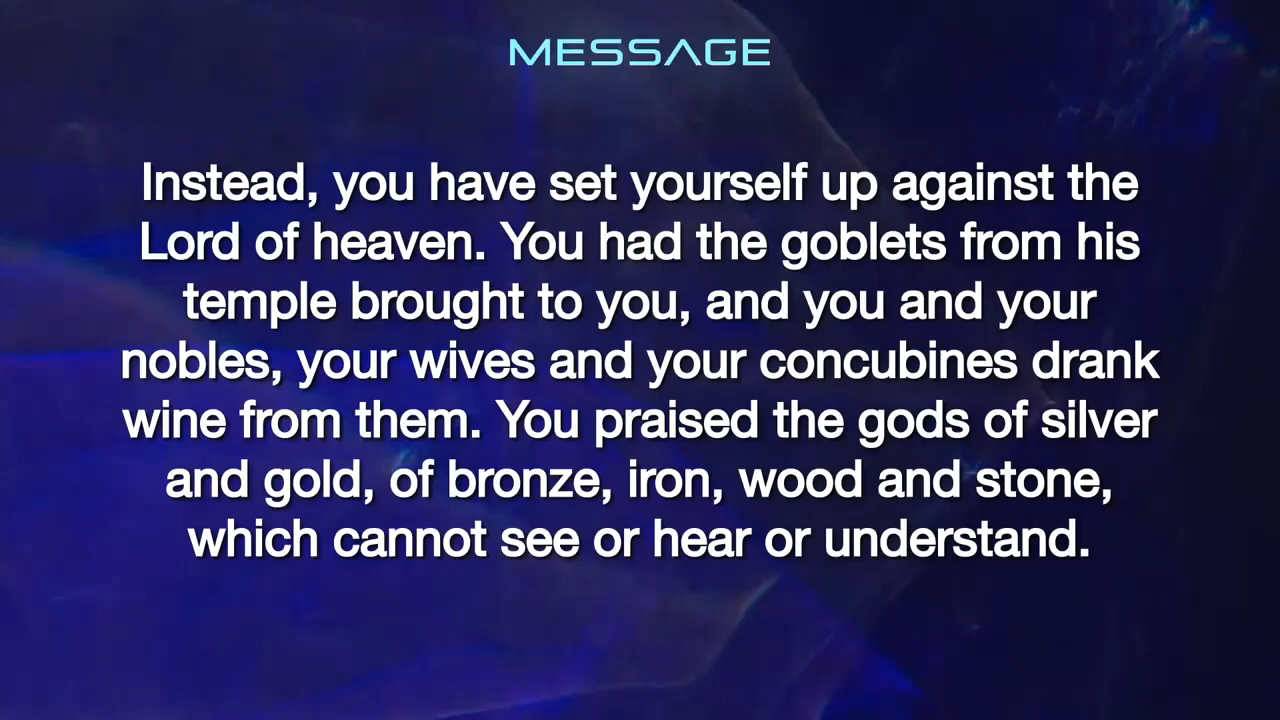 MESSAGE
Instead, you have set yourself up against the
Lord of heaven. You had the goblets from his
temple brought to you, and you and your
nobles, your wives and your concubines drank
wine from them. You praised the gods of silver
and gold, of bronze, iron, wood and stone,
which cannot see or hear or understand.